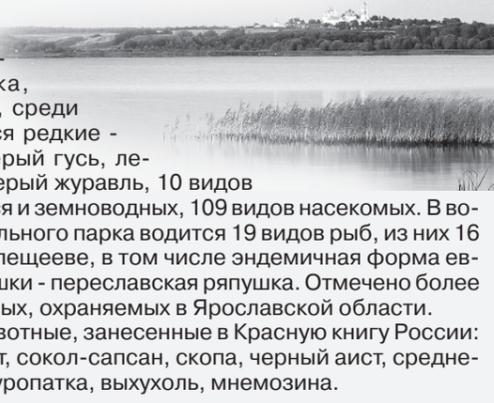 ка,
, среди
ся редкие -
ерый гусь, ле-
ерый журавль, 10 видов
я и земноводных, 109 видов насекомых. В во-
льного парка водится 19 видов рыб, из них 16
лещееве, в том числе эндемичная форма ев-
шки - переславская ряпушка. Отмечено более
ых, охраняемых в Ярославской области.
вотные, занесенные в Красную книгу России:
т, сокол-сапсан, скопа, черный аист, средне-
уропатка, выхухоль, мнемозина.